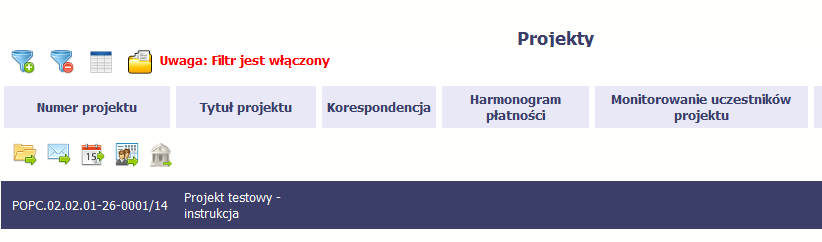 Projekty
Uwaga: Filtr jest włączony
Numer projektu
Tytuł projektu
Korespondencja
Harmonogram
płatności
Monitorowanie uczestników
projektu
15
POPC.02.02.01-26-0001/14
Projekt testowy -
instrukcja